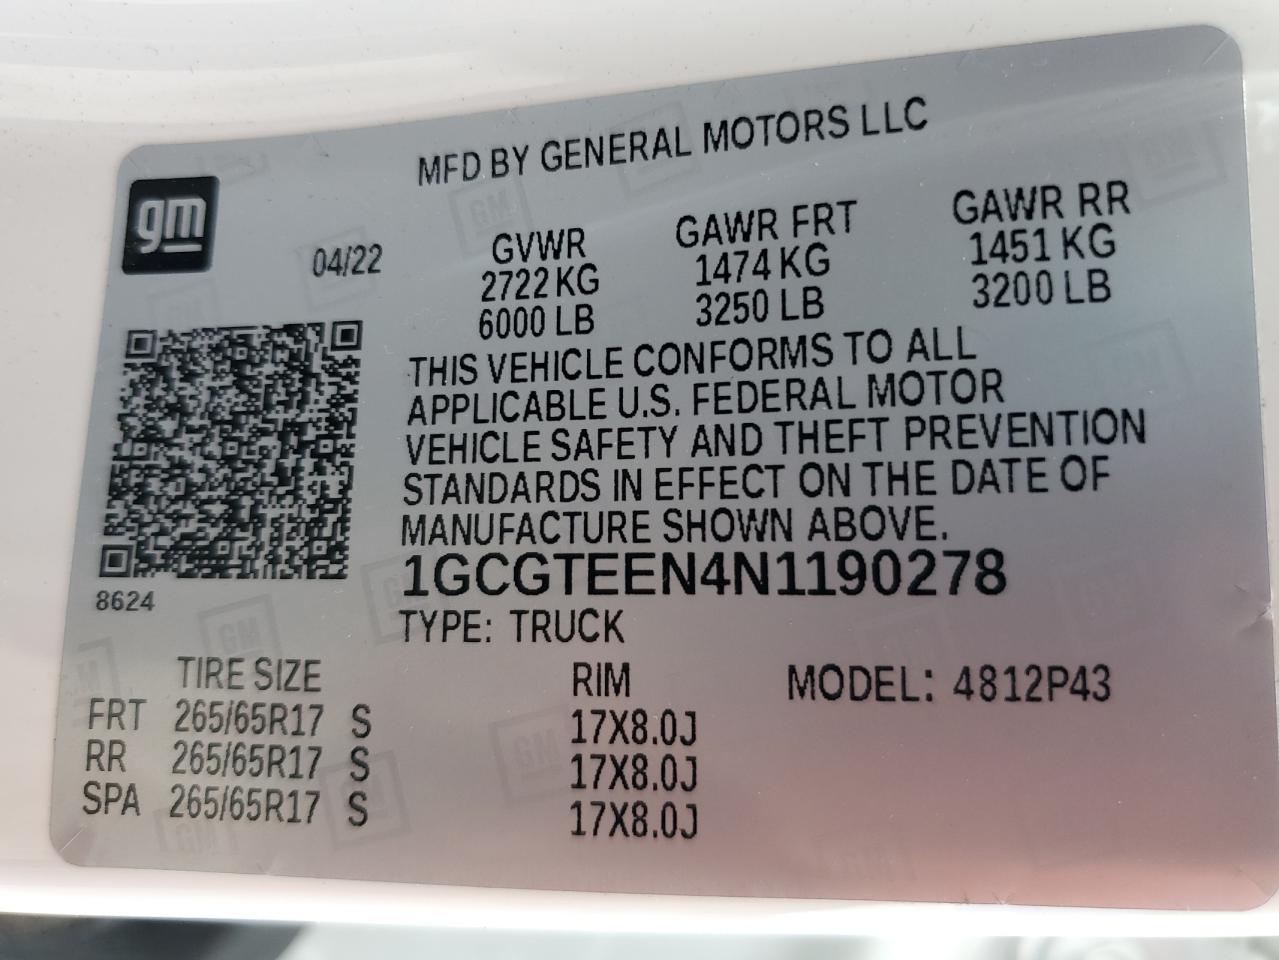 MFD BY GENERAL MOTORS LLC
gm
04/22 GVWR GAWR FRT GAWR RR
2722 KG 1474 KG 1451 KG
6000 LB 3250 LB 3200 LB
THIS VEHICLE CONFORMS TO ALL
APPLICABLE U.S. FEDERAL MOTOR
VEHICLE SAFETY AND THEFT PREVENTION
STANDARDS IN EFFECT ON THE DATE OF
MANUFACTURE SHOWN ABOVE.
1GCGTEEN4N1190278
8624
TYPE: TRUCK
TIRE SIZE RIM MODEL: 4812P43
FRT 265/65R17 S 17X8.0J
RR 265/65R17 S 17X8.0J
SPA 265/65R17 S 17X8.0J